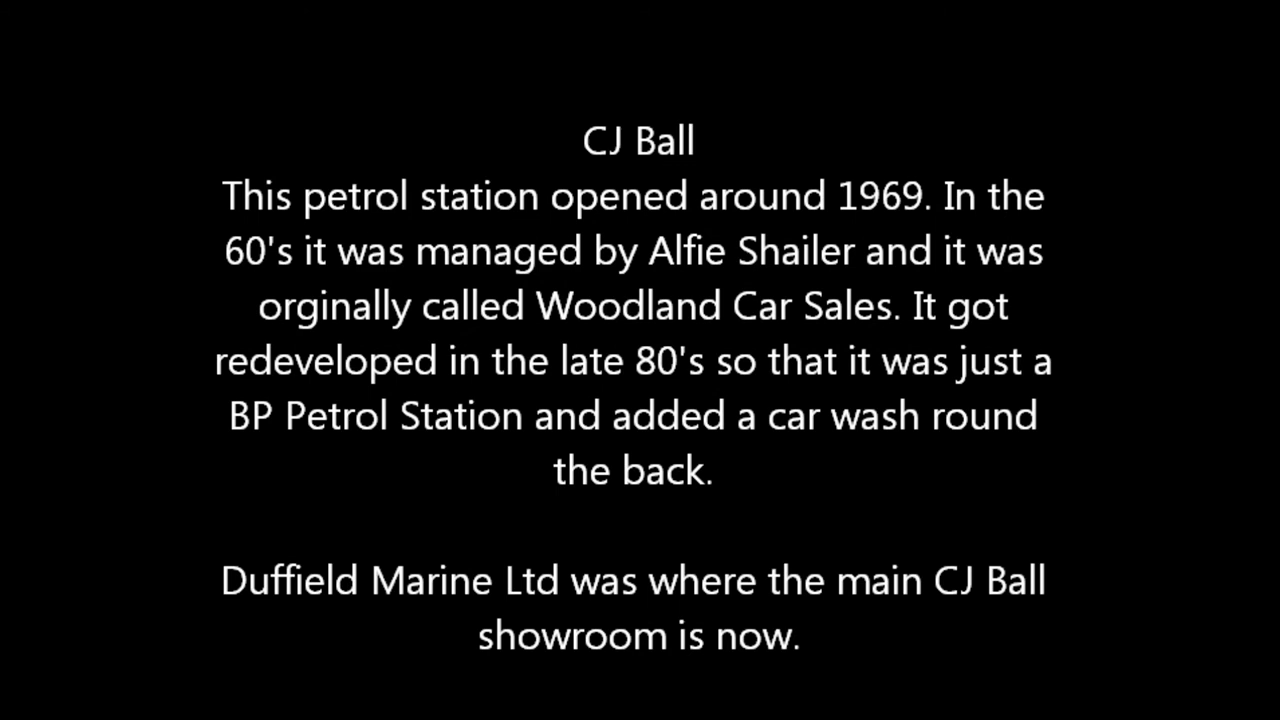 CJ Ball
This petrol station opened around 1969. In the
60's it was managed by Alfie Shailer and it was
orginally called Woodland Car Sales. It got
redeveloped in the late 80's so that it was just a
BP Petrol Station and added a car wash round
the back.
Duffield Marine Ltd was where the main CJ Ball
showroom is now.